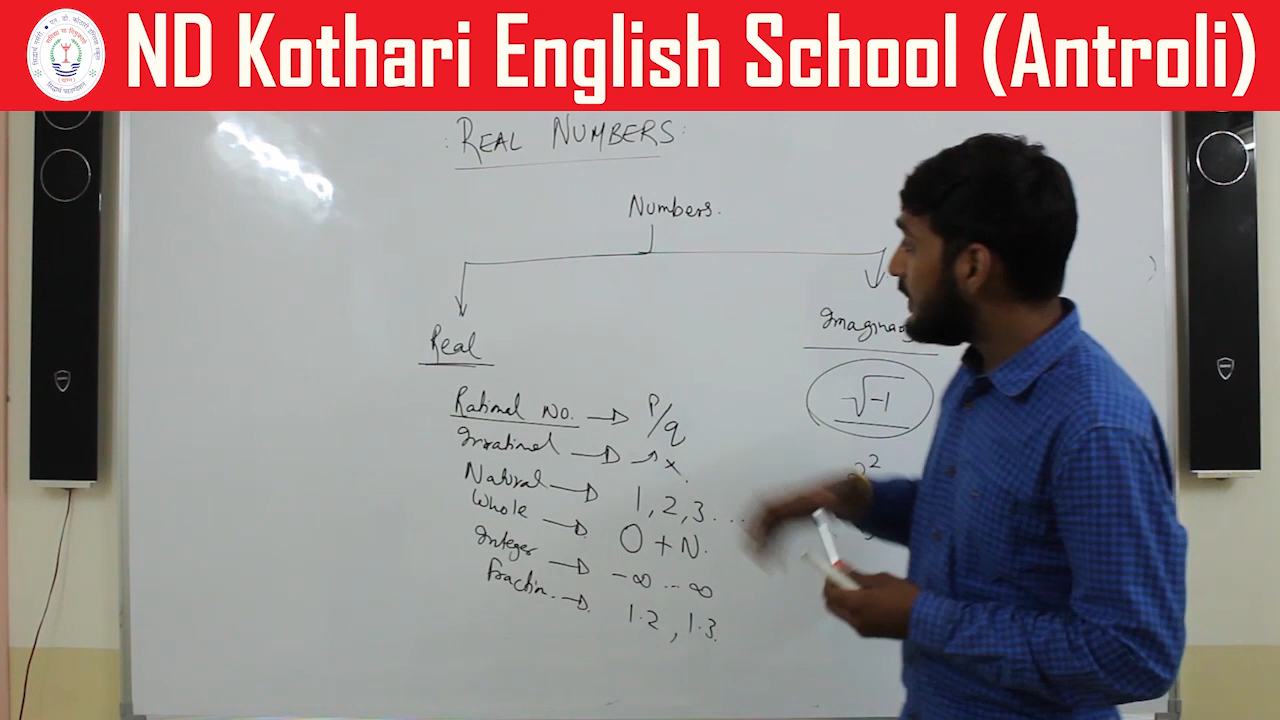 ND Kothari English School (Antroli)
REAL NUMBERS
Numbers.
Real
Imaginary
√-1
Rational No. → P/q
Irrational → ↗ x.
Natural → 1, 2, 3 ....
Whole → 0 + N.
Integer → -∞ ... ∞
Fraction. → 1.2, 1.3.